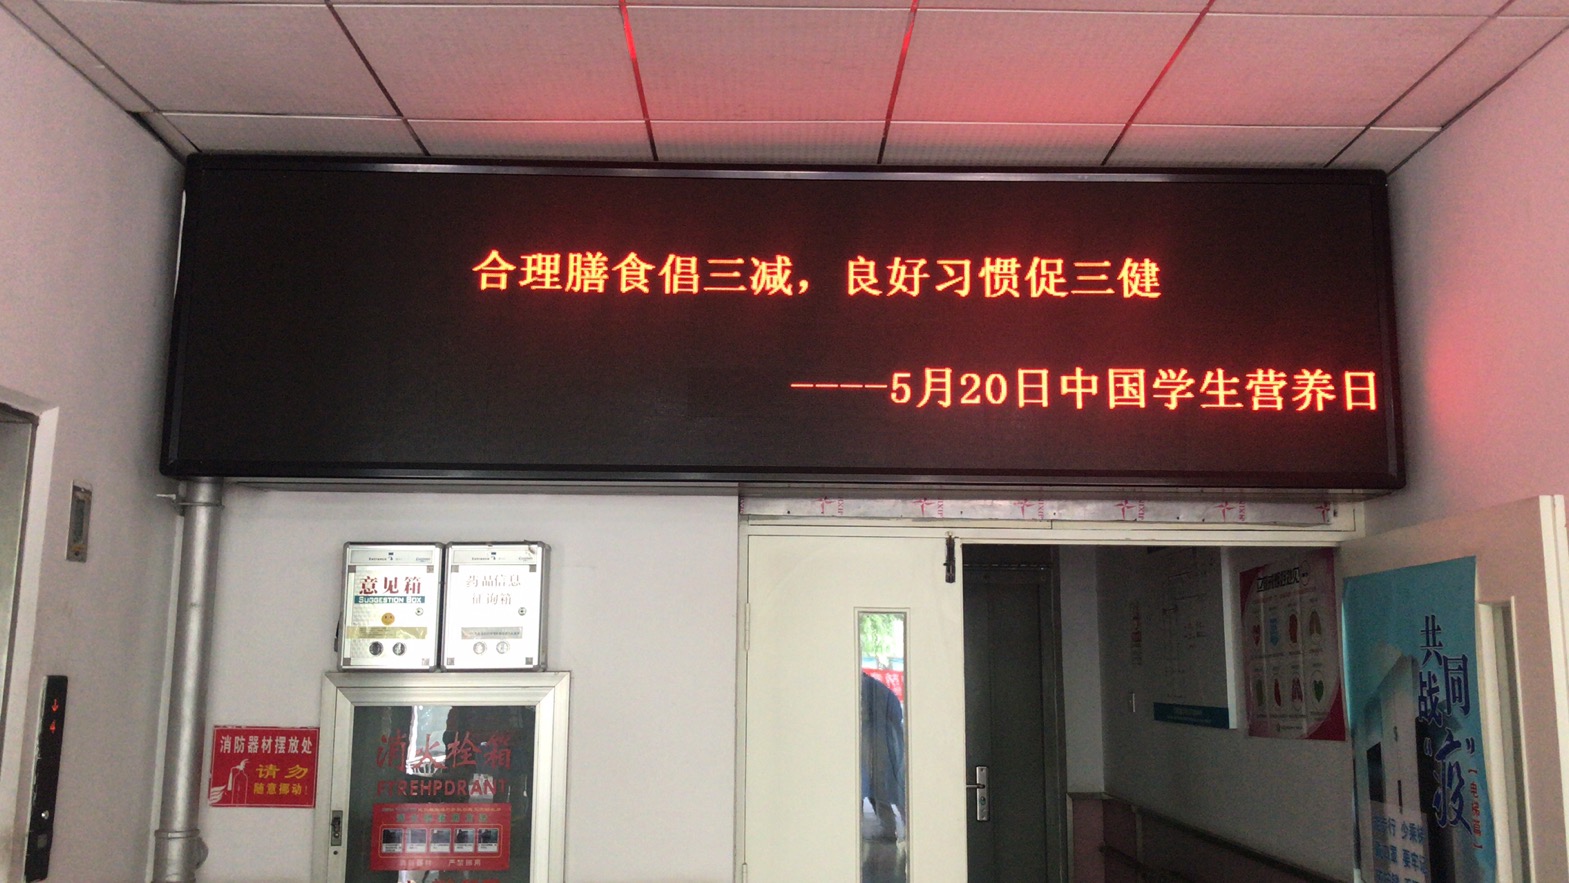 合理膳食倡三减，良好习惯促三健
----5月20日中国学生营养日
意见箱
SUGGESTION BOX
药品信息
征询箱
消防器材摆放处
请勿
随意挪动!
消火栓箱
FTREHPDRANT
4
共同
战"疫"